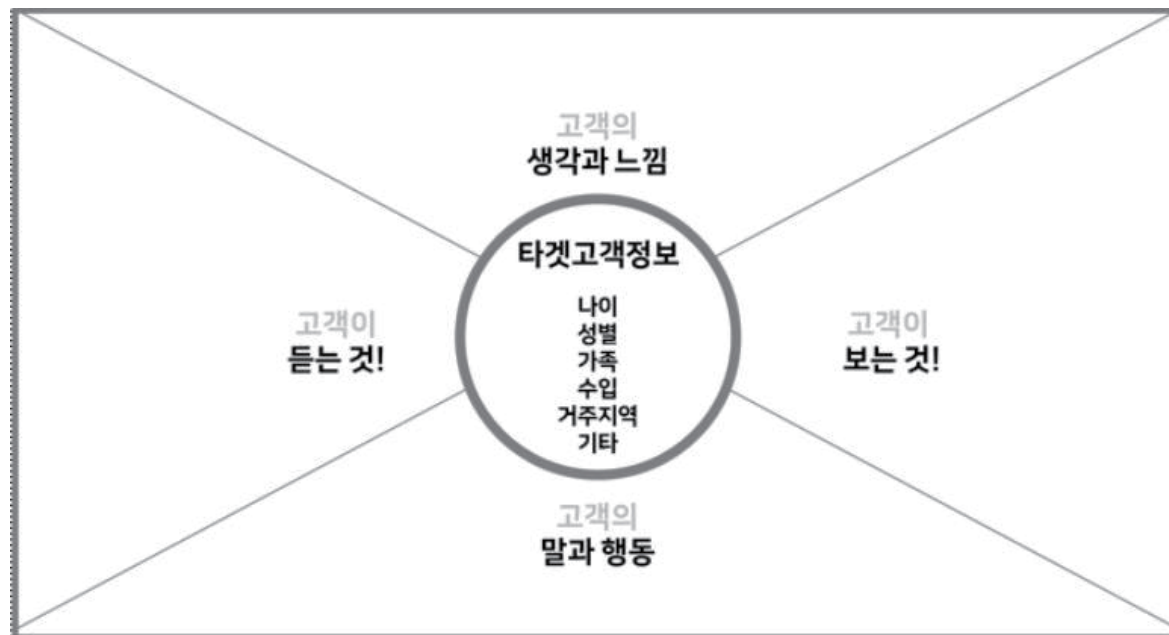 고객의
생각과 느낌
타겟고객정보
나이
성별
가족
수입
거주지역
기타
고객이
듣는 것!
고객이
보는 것!
고객의
말과 행동